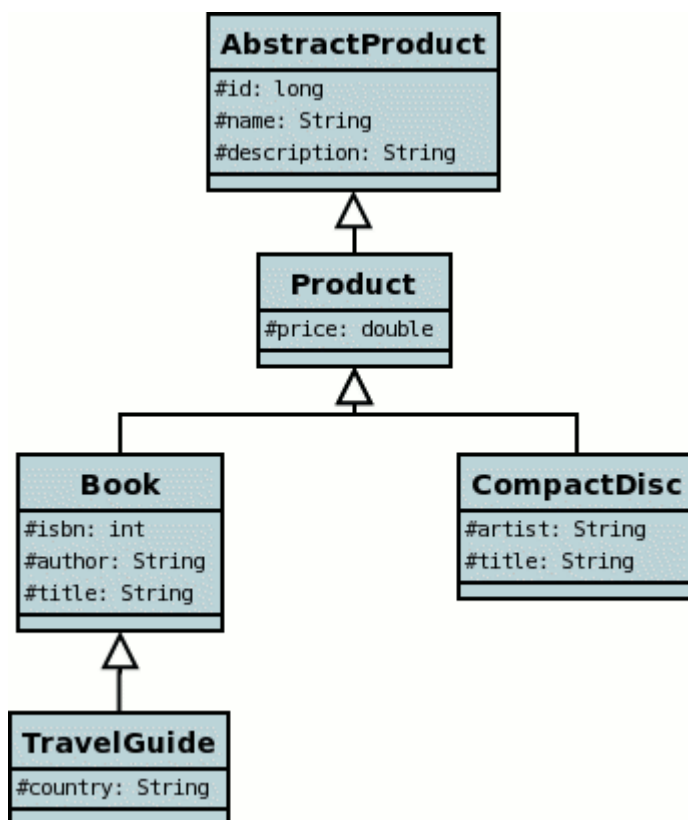 AbstractProduct
#id: long
#name: String
#description: String
Product
#price: double
Book
#isbn: int
#author: String
#title: String
CompactDisc
#artist: String
#title: String
TravelGuide
#country: String